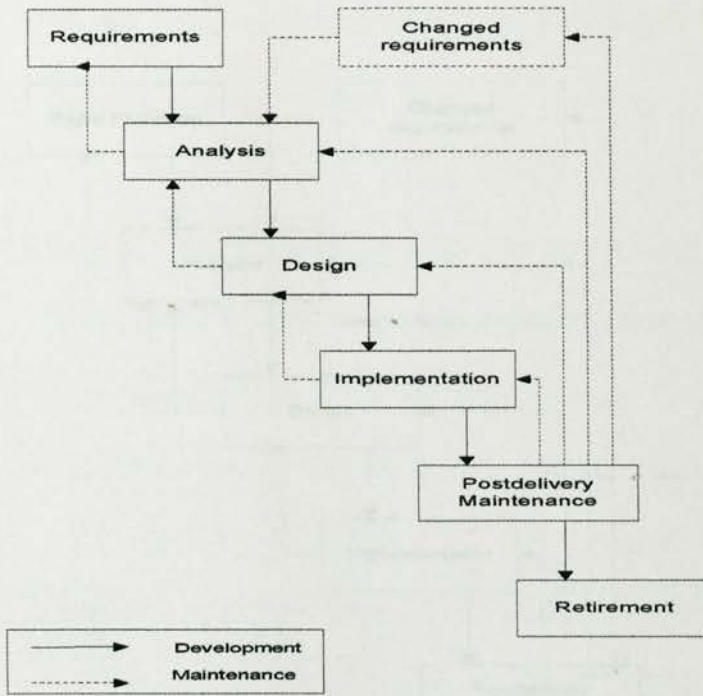 Requirements
Changed
requirements
Analysis
Design
Implementation
Postdelivery
Maintenance
Retirement
Development
Maintenance